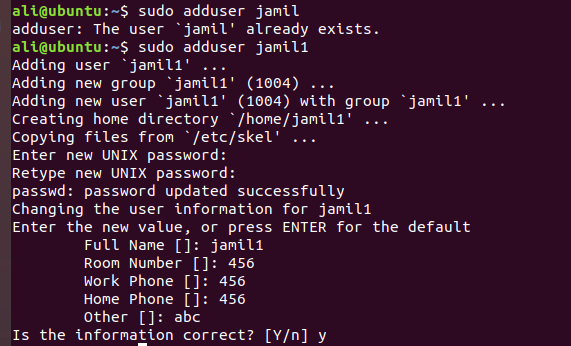 ali@ubuntu:~$ sudo adduser jamil
adduser: The user `jamil' already exists.
ali@ubuntu:~$ sudo adduser jamil1
Adding user `jamil1' ...
Adding new group `jamil1' (1004) ...
Adding new user `jamil1' (1004) with group `jamil1' ...
Creating home directory `/home/jamil1' ...
Copying files from `/etc/skel' ...
Enter new UNIX password:
Retype new UNIX password:
passwd: password updated successfully
Changing the user information for jamil1
Enter the new value, or press ENTER for the default
        Full Name []: jamil1
        Room Number []: 456
        Work Phone []: 456
        Home Phone []: 456
        Other []: abc
Is the information correct? [Y/n] y